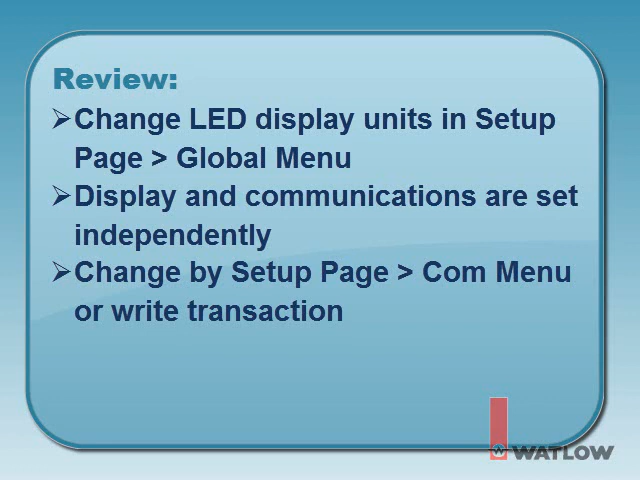 Review:
➢Change LED display units in Setup
Page > Global Menu
➢Display and communications are set
independently
➢Change by Setup Page > Com Menu
or write transaction
WATLOW